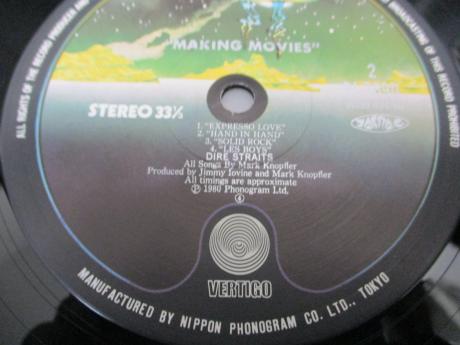 "MAKING MOVIES"
2
STEREO 33⅓
1. "EXPRESSO LOVE"
2. "HAND IN HAND"
3. "SOLID ROCK"
4. "LES BOYS"
DIRE STRAITS
All Songs By Mark Knopfler
Produced by Jimmy Iovine and Mark Knopfler
All timings are approximate
Ⓟ 1980 Phonogram Ltd.
4
VERTIGO
MANUFACTURED BY NIPPON PHONOGRAM CO. LTD., TOKYO
ALL RIGHTS OF THE RECORD PRODUCER AND
BROADCASTING OF THE RECORD PROHIBITED